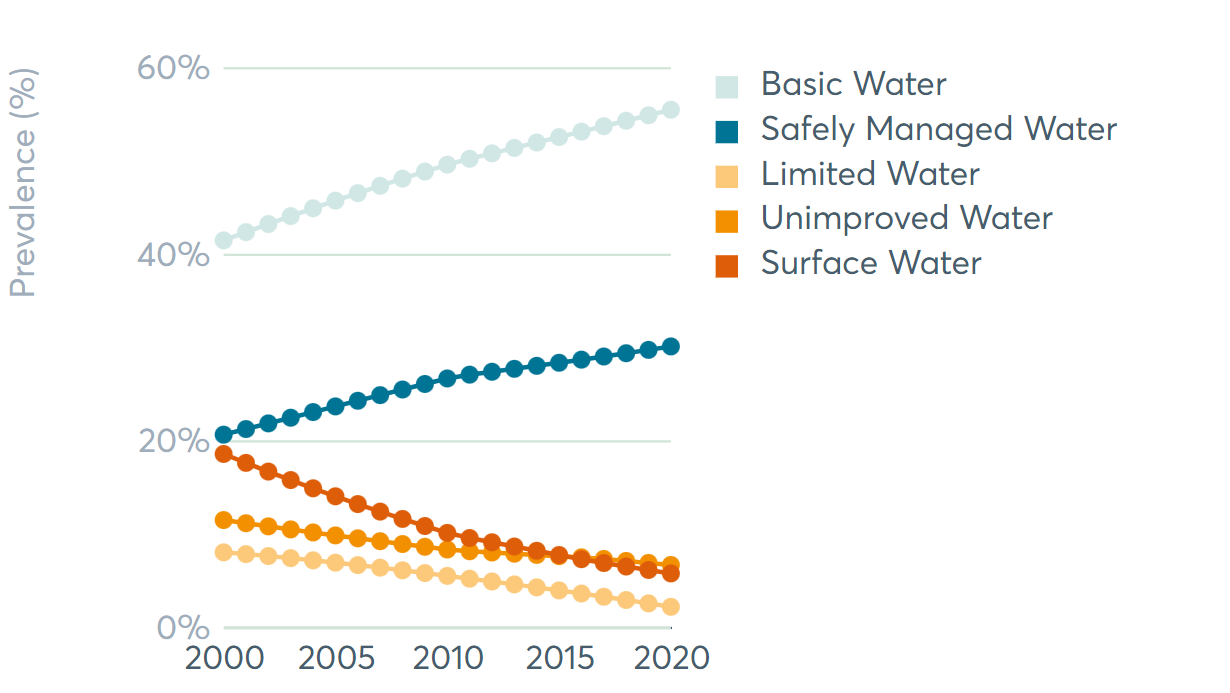 Prevalence (%)
60%
40%
20%
0%
2000 2005 2010 2015 2020
Basic Water
Safely Managed Water
Limited Water
Unimproved Water
Surface Water